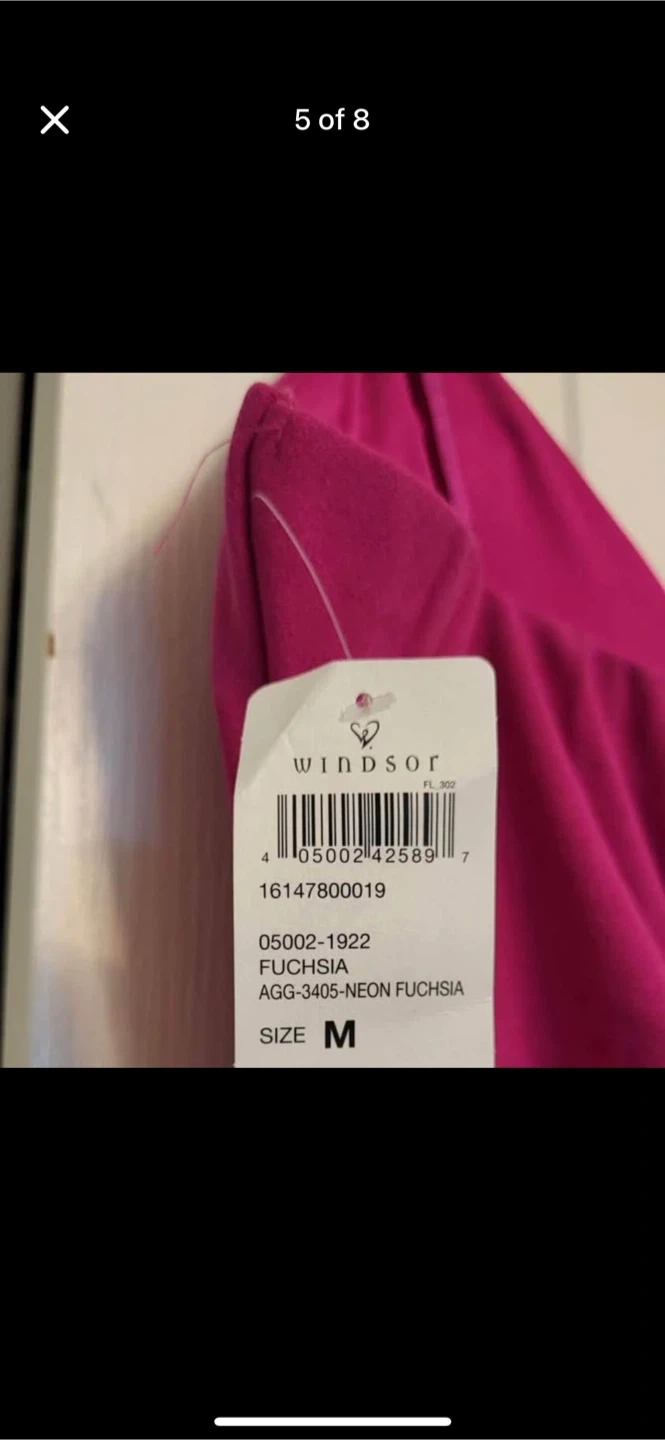 5 of 8
WINDSOR
FL_302
4 05002 42589 7
16147800019
05002-1922
FUCHSIA
AGG-3405-NEON FUCHSIA
SIZE M